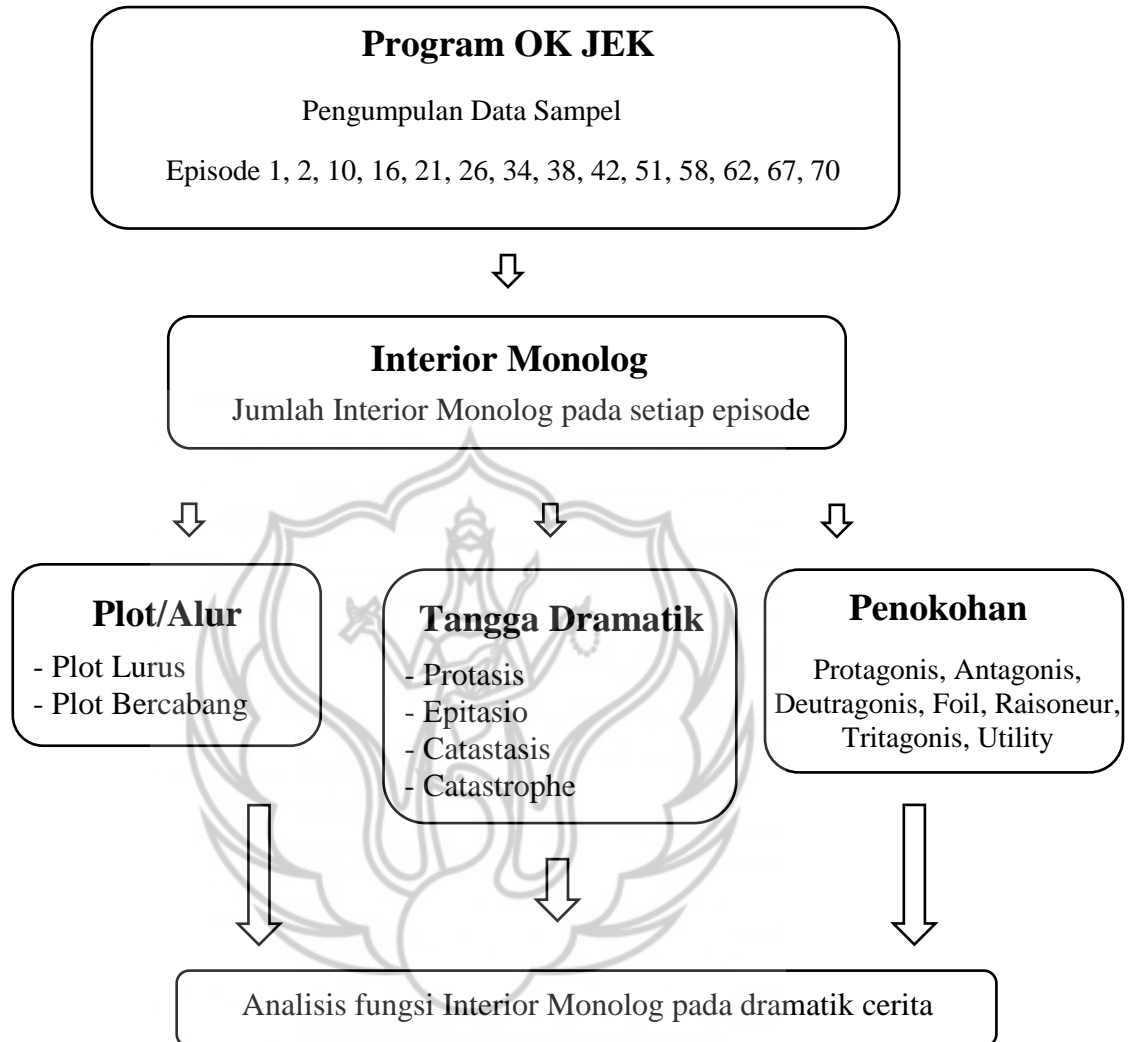 Program OK JEK
Pengumpulan Data Sampel
Episode 1, 2, 10, 16, 21, 26, 34, 38, 42, 51, 58, 62, 67, 70
Interior Monolog
Jumlah Interior Monolog pada setiap episode
Plot/Alur
- Plot Lurus
- Plot Bercabang
Tangga Dramatik
- Protasis
- Epitasio
- Catastasis
- Catastrophe
Penokohan
Protagonis, Antagonis,
Deutragonis, Foil, Raisoneur,
Tritagonis, Utility
Analisis fungsi Interior Monolog pada dramatik cerita